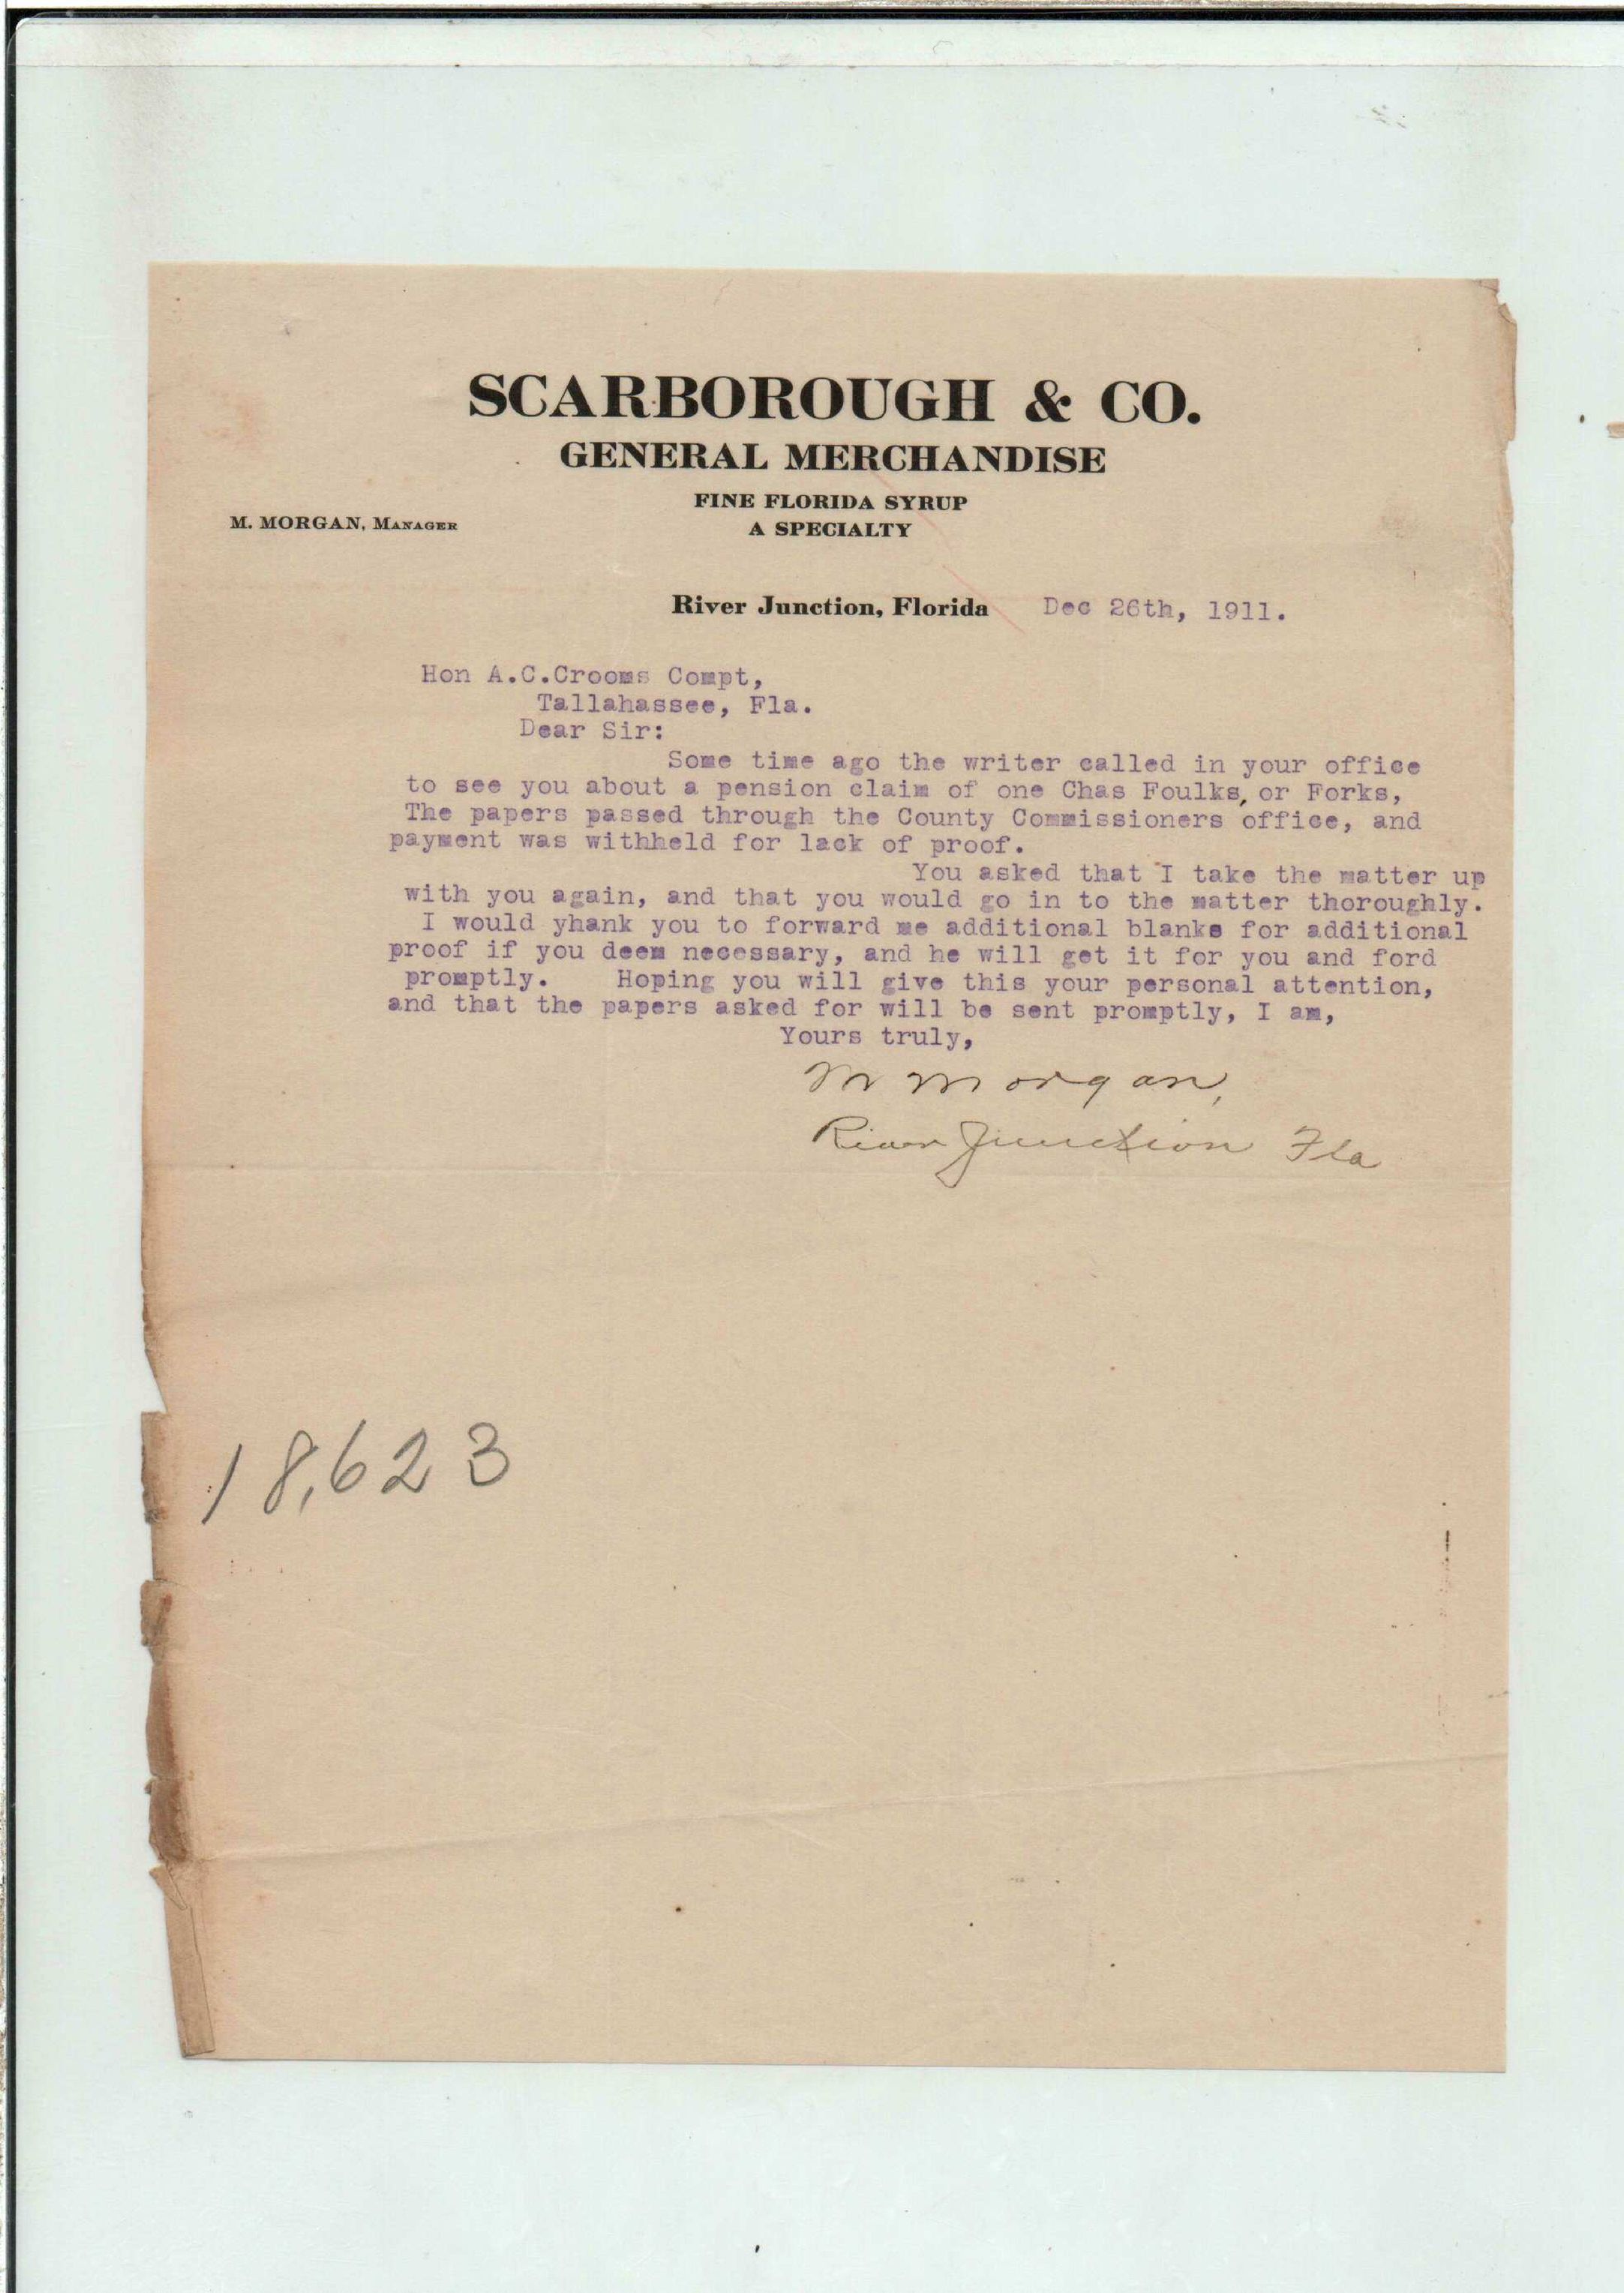 SCARBOROUGH & CO.
GENERAL MERCHANDISE
FINE FLORIDA SYRUP
M. MORGAN, MANAGER
A SPECIALTY
River Junction, Florida Dec 26th, 1911.
Hon A.C.Crooms Compt,
Tallahassee, Fla.
Dear Sir:
Some time ago the writer called in your office
to see you about a pension claim of one Chas Foulks, or Forks,
The papers passed through the County Commissioners office, and
payment was withheld for lack of proof.
You asked that I take the matter up
with you again, and that you would go in to the matter thoroughly.
I would yhank you to forward me additional blanks for additional
proof if you deem necessary, and he will get it for you and ford
promptly. Hoping you will give this your personal attention,
and that the papers asked for will be sent promptly, I am,
Yours truly,
M Morgan,
River Junction Fla
18,623